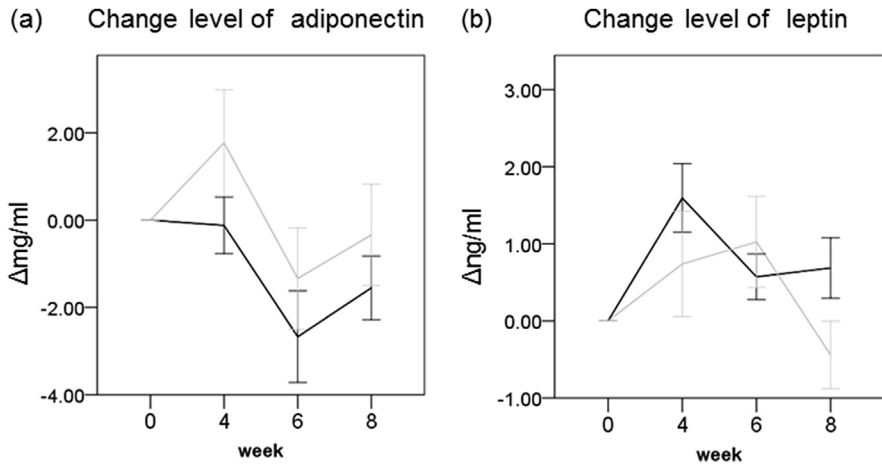 (a) Change level of adiponectin
2.00
0.00
-2.00
-4.00
Δmg/ml
0 4 6 8
week
(b) Change level of leptin
3.00
2.00
1.00
0.00
-1.00
Δng/ml
0 4 6 8
week